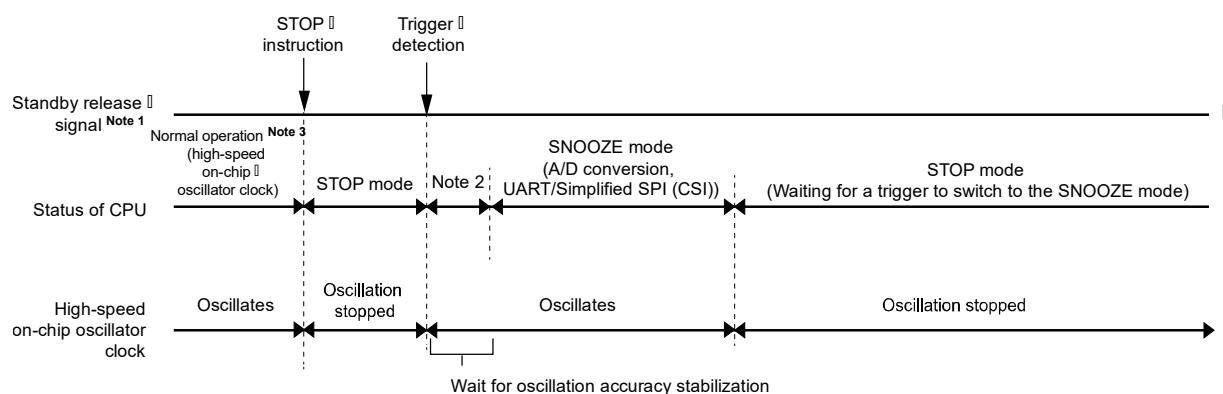 STOP
instruction
Trigger
detection
Standby release
signal Note 1
Normal operation Note 3
(high-speed
on-chip
oscillator clock)
STOP mode
Note 2
SNOOZE mode
(A/D conversion,
UART/Simplified SPI (CSI))
STOP mode
(Waiting for a trigger to switch to the SNOOZE mode)
Status of CPU
High-speed
on-chip oscillator
clock
Oscillates
Oscillation
stopped
Oscillates
Oscillation stopped
Wait for oscillation accuracy stabilization